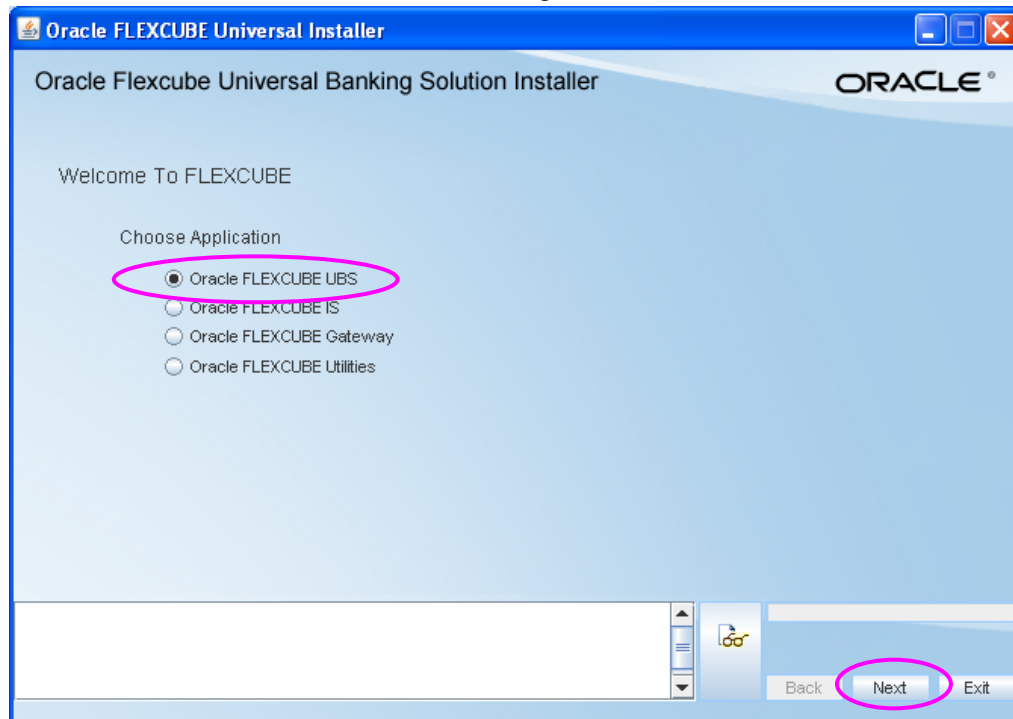 Oracle FLEXCUBE Universal Installer
Oracle Flexcube Universal Banking Solution Installer
ORACLE®
Welcome To FLEXCUBE
Choose Application
Oracle FLEXCUBE UBS
Oracle FLEXCUBE IS
Oracle FLEXCUBE Gateway
Oracle FLEXCUBE Utilities
Back Next Exit